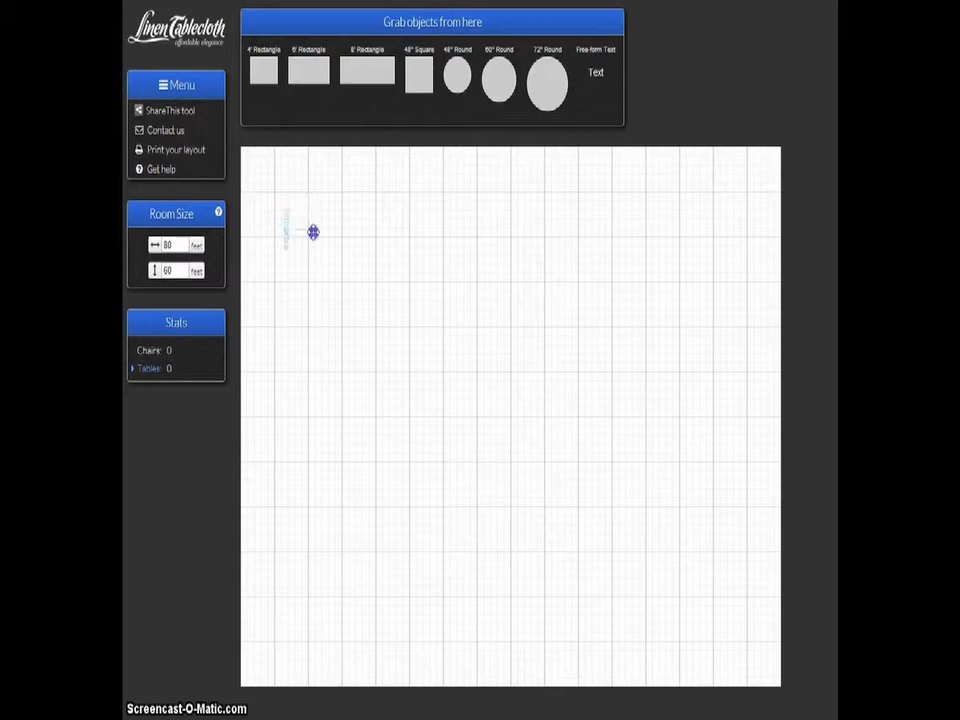 Linen Tablecloth
affordable elegance
Grab objects from here
4' Rectangle 6' Rectangle 8' Rectangle 48" Square 48" Round 60" Round 72" Round Free-form Text
Text
Menu
ShareThis tool
Contact us
Print your layout
Get help
Room Size
80 feet
60 feet
Stats
Chairs: 0
Tables: 0
Screencast-O-Matic.com